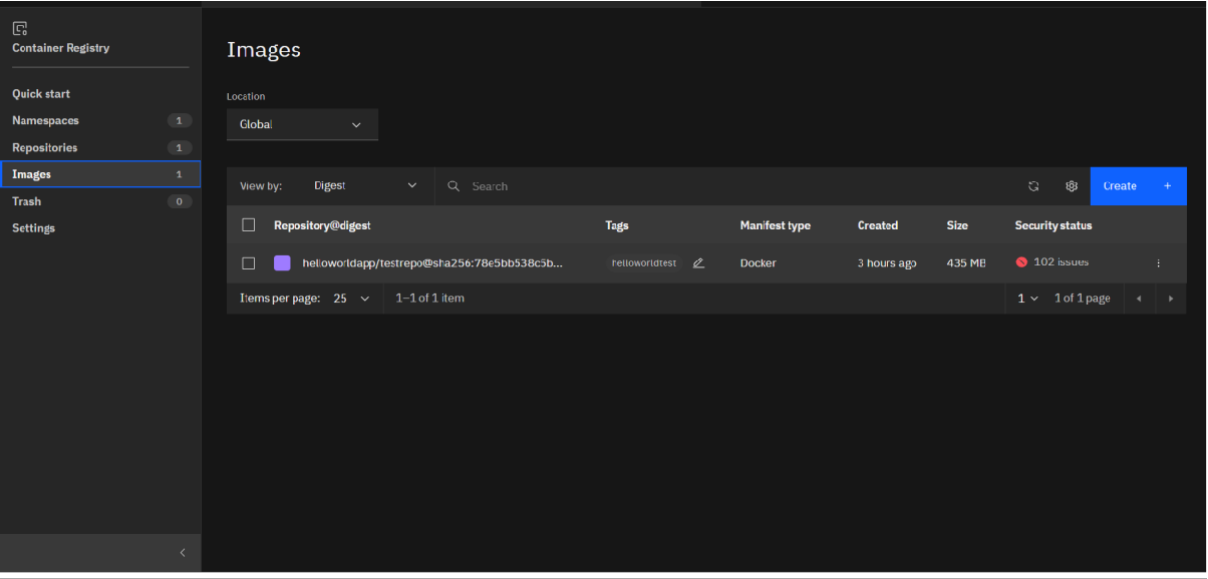 Container Registry
Quick start
Namespaces 1
Repositories 1
Images 1
Trash 0
Settings
Images
Location
Global
View by: Digest Search Create +
Repository@digest Tags Manifest type Created Size Security status
helloworldapp/testrepo@sha256:78e5bb538c5b... helloworldtest Docker 3 hours ago 435 MB 102 issues
Items per page: 25 1–1 of 1 item 1 1 of 1 page